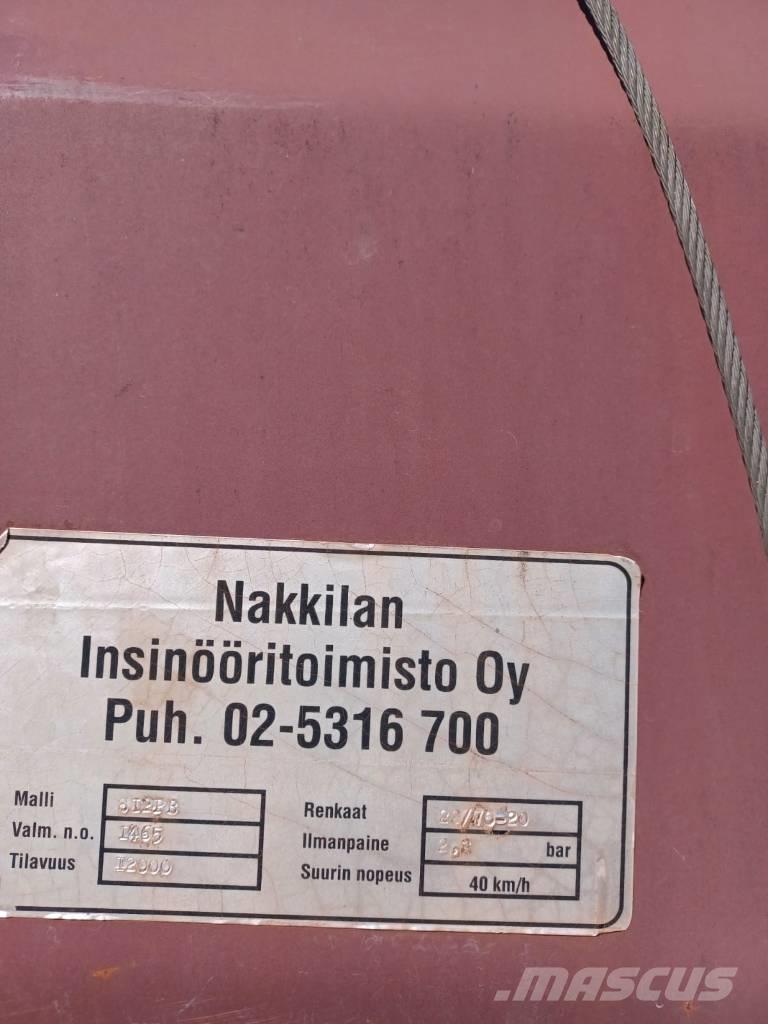 Nakkilan
Insinööritoimisto Oy
Puh. 02-5316 700
Malli
Valm. n.o. 1465
Tilavuus 12000
Renkaat
Ilmanpaine bar
Suurin nopeus 40 km/h
MASCUS